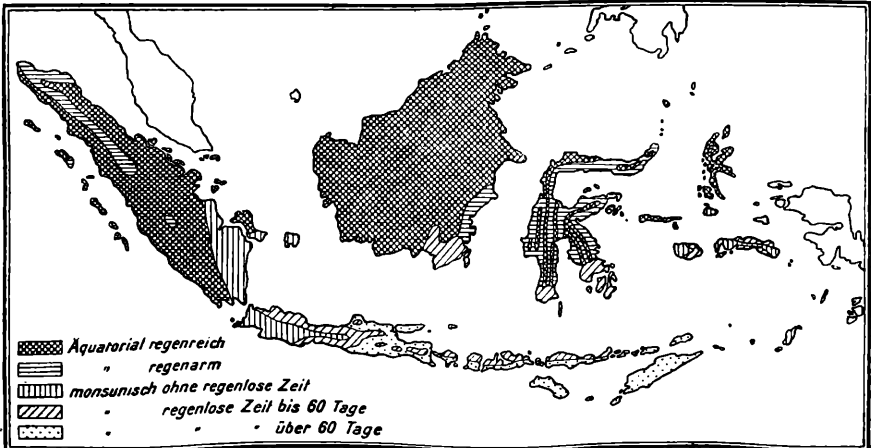 Äquatorial regenreich
" regenarm
monsunisch ohne regenlose Zeit
" regenlose Zeit bis 60 Tage
" " " über 60 Tage